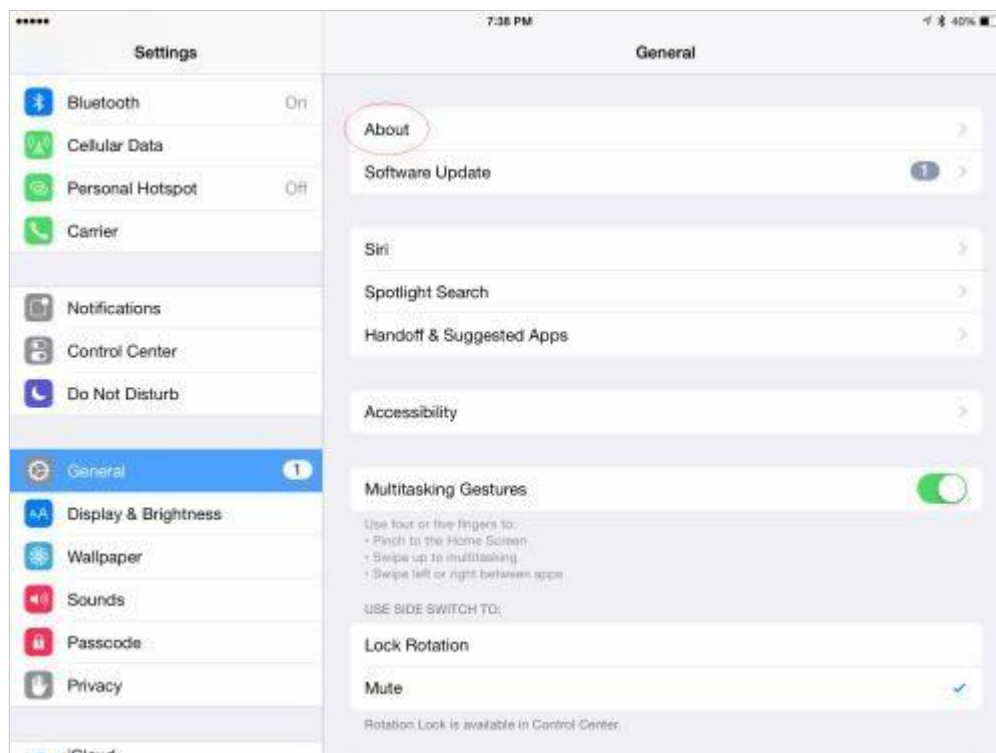 7:38 PM
40%
Settings
General
Bluetooth On
Cellular Data
Personal Hotspot Off
Carrier
Notifications
Control Center
Do Not Disturb
General 1
Display & Brightness
Wallpaper
Sounds
Passcode
Privacy
iCloud
About
Software Update 1
Siri
Spotlight Search
Handoff & Suggested Apps
Accessibility
Multitasking Gestures
Use four or five fingers to:
• Pinch to the Home Screen
• Swipe up to multitasking
• Swipe left or right between apps
USE SIDE SWITCH TO:
Lock Rotation
Mute
Rotation Lock is available in Control Center.